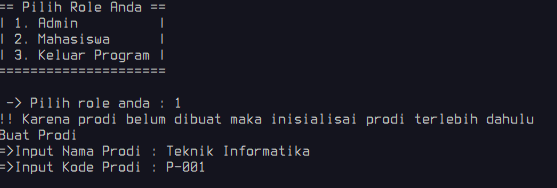 == Pilih Role Anda ==
| 1. Admin |
| 2. Mahasiswa |
| 3. Keluar Program |
=====================
-> Pilih role anda : 1
!! Karena prodi belum dibuat maka inisialisai prodi terlebih dahulu
Buat Prodi
=>Input Nama Prodi : Teknik Informatika
=>Input Kode Prodi : P-001